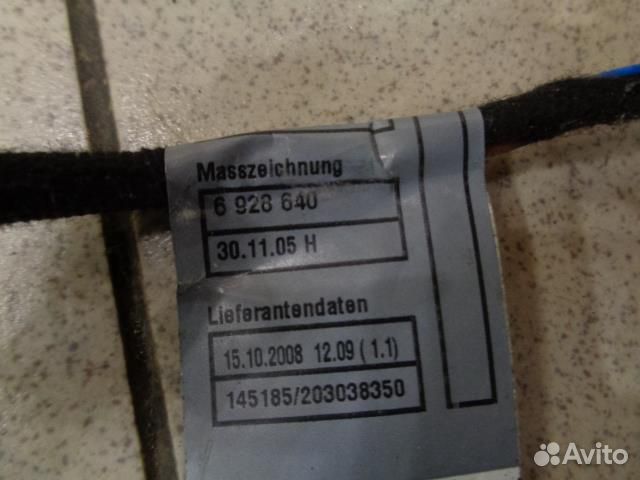 Masszeichnung
6 928 640
30.11.05 H
Lieferantendaten
15.10.2008 12.09 (1.1)
145185/203038350
Avito